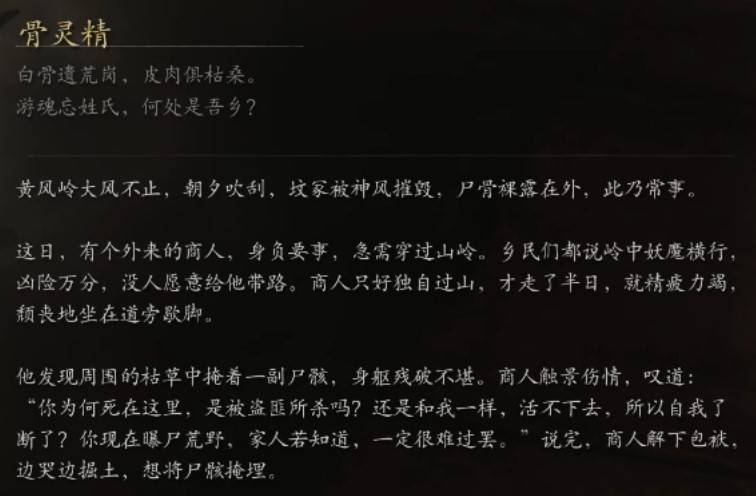 骨灵精
白骨遗荒岗，皮肉俱枯桑。
游魂忘姓氏，何处是吾乡？
黄风岭大风不止，朝夕吹刮，坟冢被神风摧毁，尸骨裸露在外，此乃常事。
这日，有个外来的商人，身负要事，急需穿过山岭。乡民们都说岭中妖魔横行，
凶险万分，没人愿意给他带路。商人只好独自过山，才走了半日，就精疲力竭，
颓丧地坐在道旁歇脚。
他发现周围的枯草中掩着一副尸骸，身躯残破不堪。商人触景伤情，叹道：
“你为何死在这里，是被盗匪所杀吗？还是和我一样，活不下去，所以自我了
断了？你现在曝尸荒野，家人若知道，一定很难过罢。”说完，商人解下包袱，
边哭边掘土，想将尸骸掩埋。